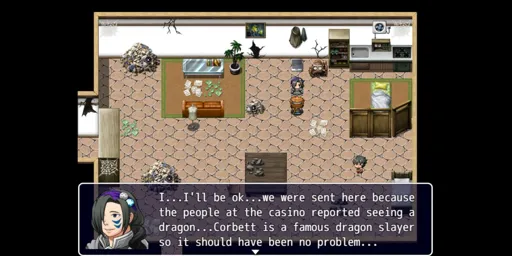 I...I'll be ok...we were sent here because
the people at the casino reported seeing a
dragon...Corbett is a famous dragon slayer
so it should have been no problem...